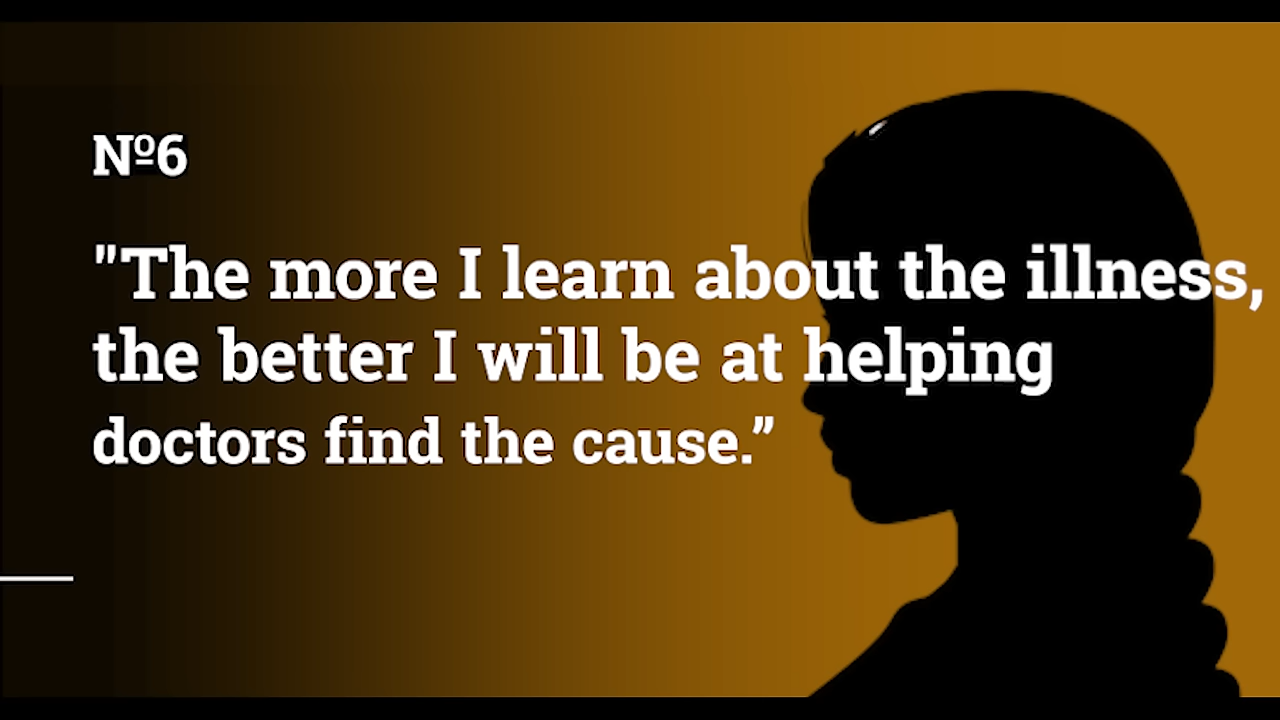 Nº6
"The more I learn about the illness,
the better I will be at helping
doctors find the cause.”